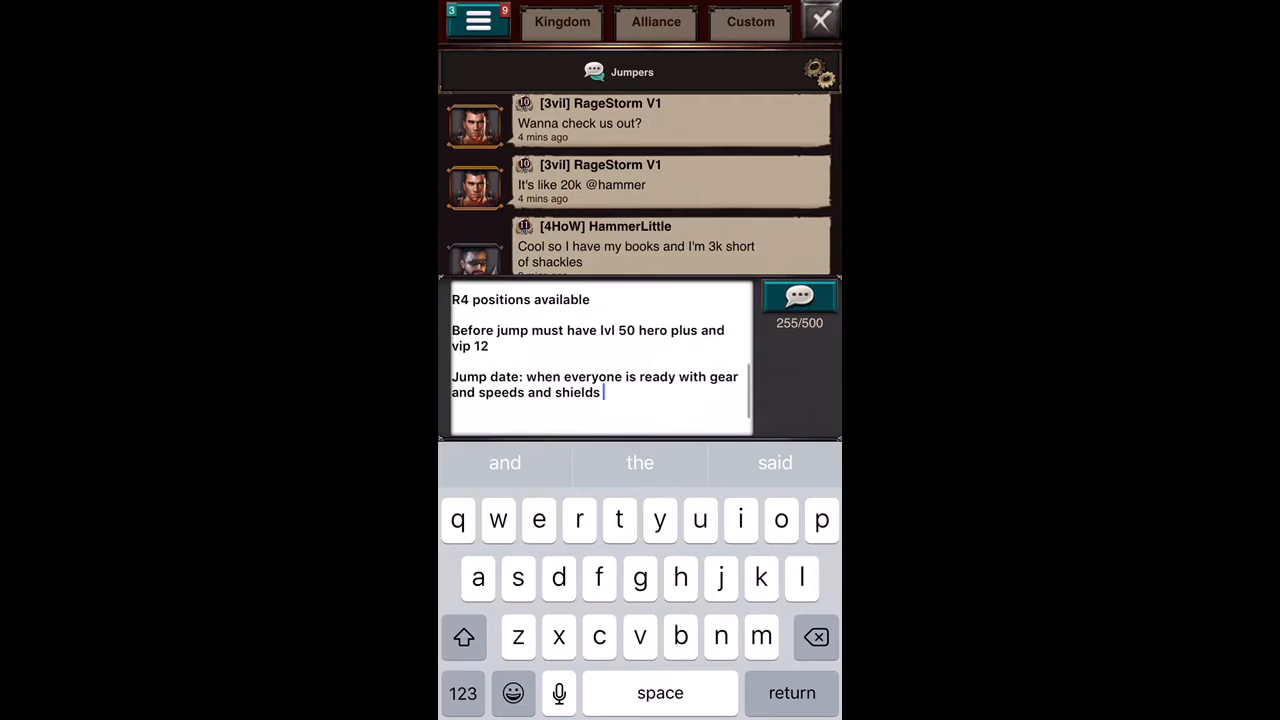 3
9
Kingdom
Alliance
Custom
Jumpers
10 [3vil] RageStorm V1
Wanna check us out?
4 mins ago
10 [3vil] RageStorm V1
It's like 20k @hammer
4 mins ago
11 [4HoW] HammerLittle
Cool so I have my books and I'm 3k short
of shackles
R4 positions available
Before jump must have lvl 50 hero plus and
vip 12
Jump date: when everyone is ready with gear
and speeds and shields
255/500
and
the
said
q w e r t y u i o p
a s d f g h j k l
z x c v b n m
123
space
return